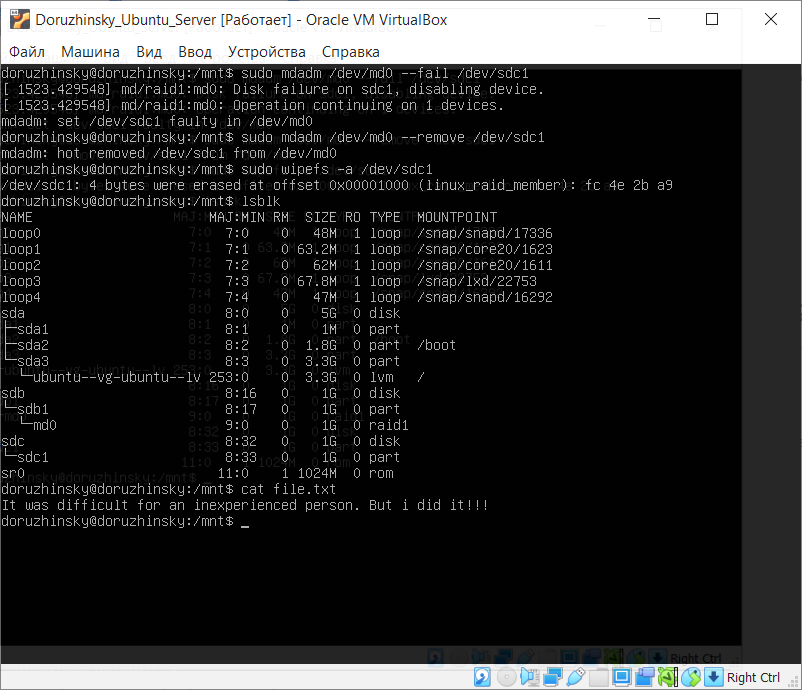 Doruzhinsky_Ubuntu_Server [Работает] - Oracle VM VirtualBox
Файл Машина Вид Ввод Устройства Справка
doruzhinsky@doruzhinsky:/mnt$ sudo mdadm /dev/md0 --fail /dev/sdc1
[ 1523.429548] md/raid1:md0: Disk failure on sdc1, disabling device.
[ 1523.429548] md/raid1:md0: Operation continuing on 1 devices.
mdadm: set /dev/sdc1 faulty in /dev/md0
doruzhinsky@doruzhinsky:/mnt$ sudo mdadm /dev/md0 --remove /dev/sdc1
mdadm: hot removed /dev/sdc1 from /dev/md0
doruzhinsky@doruzhinsky:/mnt$ sudo wipefs -a /dev/sdc1
/dev/sdc1: 4 bytes were erased at offset 0x00001000 (linux_raid_member): fc 4e 2b a9
doruzhinsky@doruzhinsky:/mnt$ lsblk
NAME MAJ:MIN RM SIZE RO TYPE MOUNTPOINT
loop0 7:0 0 48M 1 loop /snap/snapd/17336
loop1 7:1 0 63.2M 1 loop /snap/core20/1623
loop2 7:2 0 62M 1 loop /snap/core20/1611
loop3 7:3 0 67.8M 1 loop /snap/lxd/22753
loop4 7:4 0 47M 1 loop /snap/snapd/16292
sda 8:0 0 5G 0 disk
├─sda1 8:1 0 1M 0 part
├─sda2 8:2 0 1.8G 0 part /boot
└─sda3 8:3 0 3.3G 0 part
  └─ubuntu--vg-ubuntu--lv 253:0 0 3.3G 0 lvm /
sdb 8:16 0 1G 0 disk
└─sdb1 8:17 0 1G 0 part
  └─md0 9:0 0 1G 0 raid1
sdc 8:32 0 1G 0 disk
└─sdc1 8:33 0 1G 0 part
sr0 11:0 1 1024M 0 rom
doruzhinsky@doruzhinsky:/mnt$ cat file.txt
It was difficult for an inexperienced person. But i did it!!!
doruzhinsky@doruzhinsky:/mnt$ _
Right Ctrl
Right Ctrl